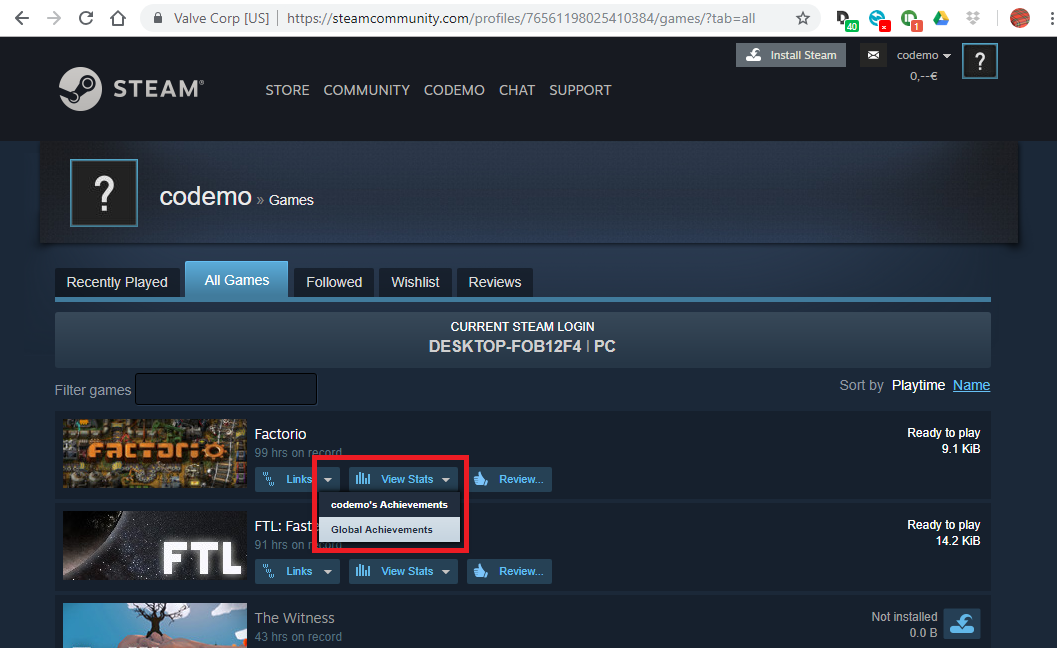 Valve Corp [US] | https://steamcommunity.com/profiles/76561198025410384/games/?tab=all
40
1
Install Steam
codemo
0,--€
?
STEAM®
STORE COMMUNITY CODEMO CHAT SUPPORT
?
codemo » Games
Recently Played
All Games
Followed
Wishlist
Reviews
CURRENT STEAM LOGIN
DESKTOP-FOB12F4 | PC
Filter games
Sort by Playtime Name
FACTORIO
Factorio
99 hrs on record
Links
View Stats
Review...
Ready to play
9.1 KiB
codemo's Achievements
Global Achievements
FTL
FTL: Faste
91 hrs on record
Links
View Stats
Review...
Ready to play
14.2 KiB
The Witness
43 hrs on record
Not installed
0.0 B